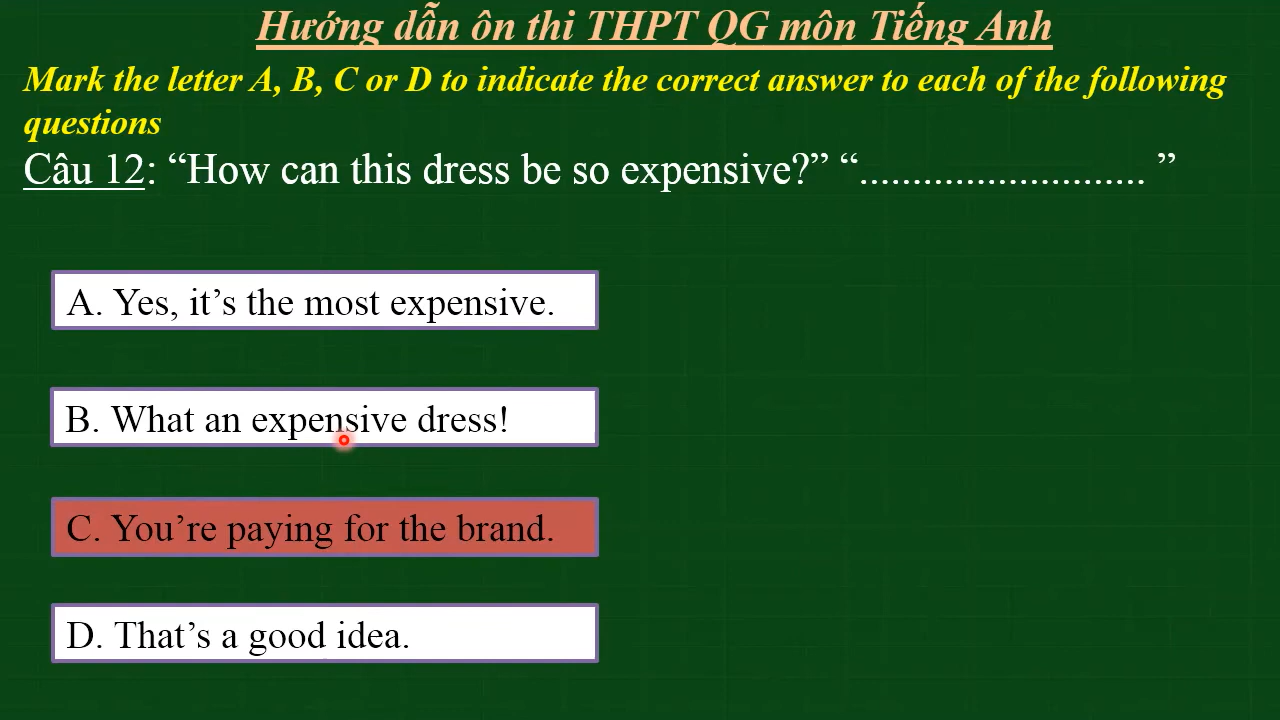 Hướng dẫn ôn thi THPT QG môn Tiếng Anh
Mark the letter A, B, C or D to indicate the correct answer to each of the following
questions
Câu 12: “How can this dress be so expensive?” “........................... ”
A. Yes, it’s the most expensive.
B. What an expensive dress!
C. You’re paying for the brand.
D. That’s a good idea.